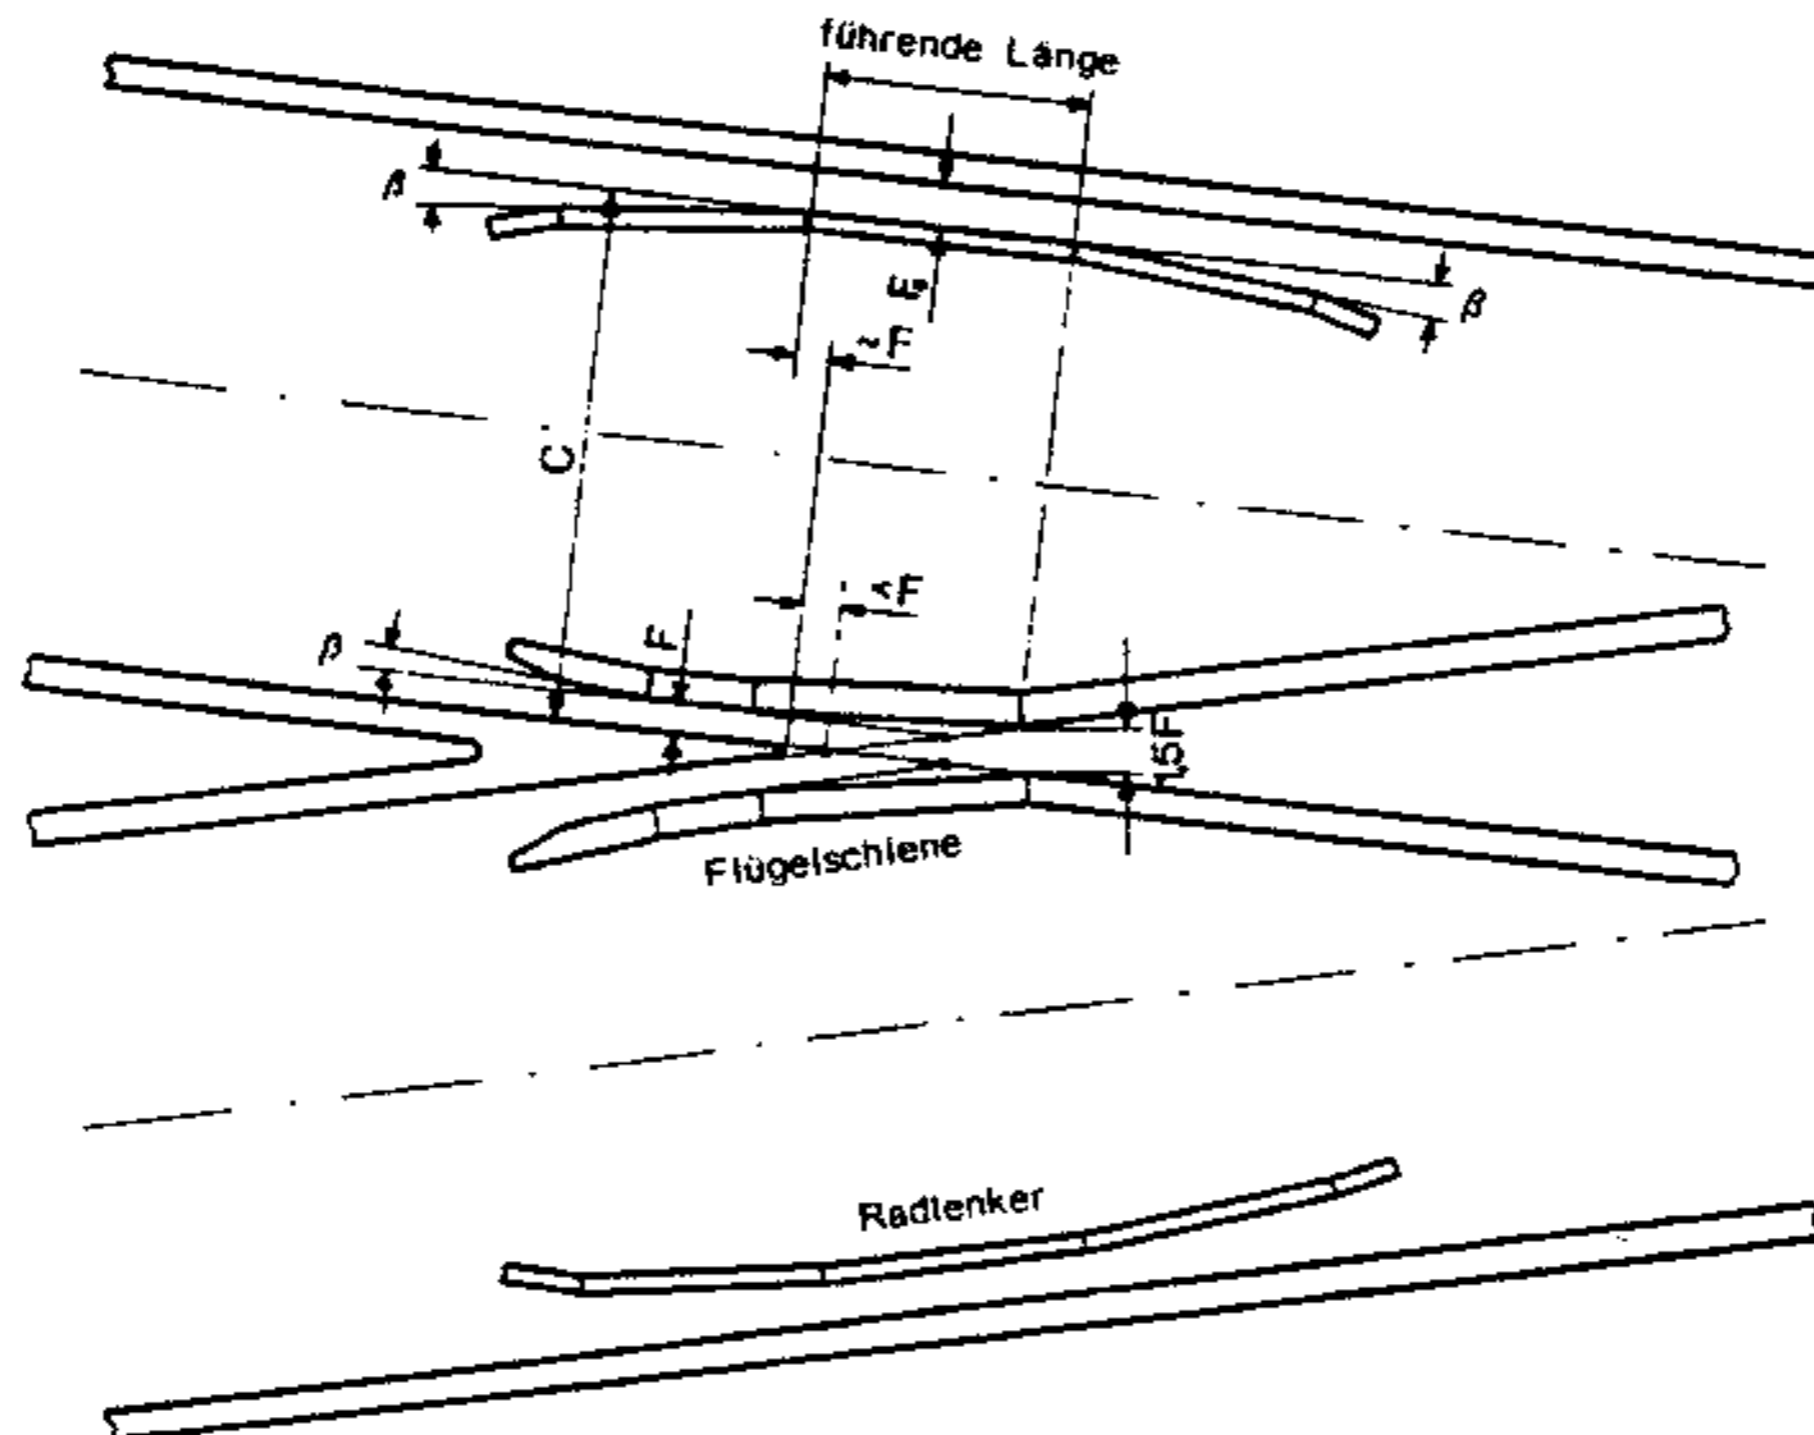 führende Länge
β
F
β
~F
C
<F
β
F
1,5F
Flügelschiene
Radlenker